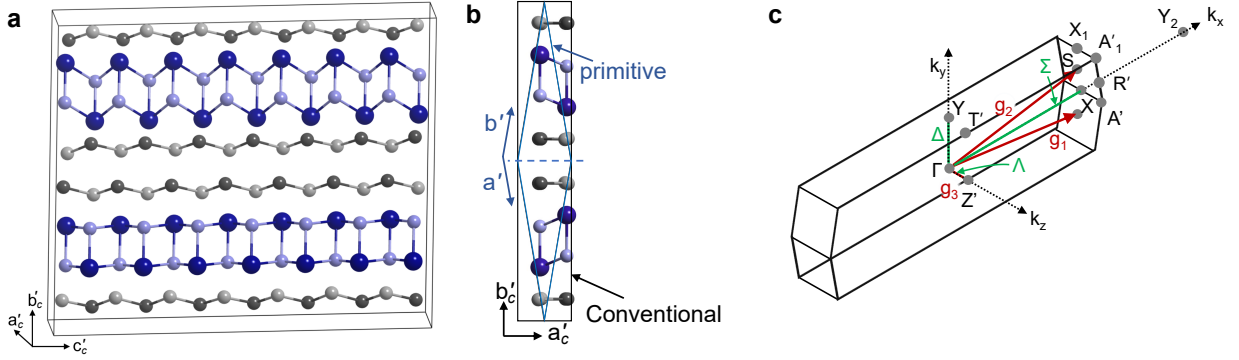 a
b′c
a′c
c′c
b
primitive
b′
a′
b′c
a′c
Conventional
c
Y2
kx
X1
A′1
ky
S
Σ
R′
g2
Y
T′
X
A′
Δ
g1
Γ
Λ
g3
Z’
kz